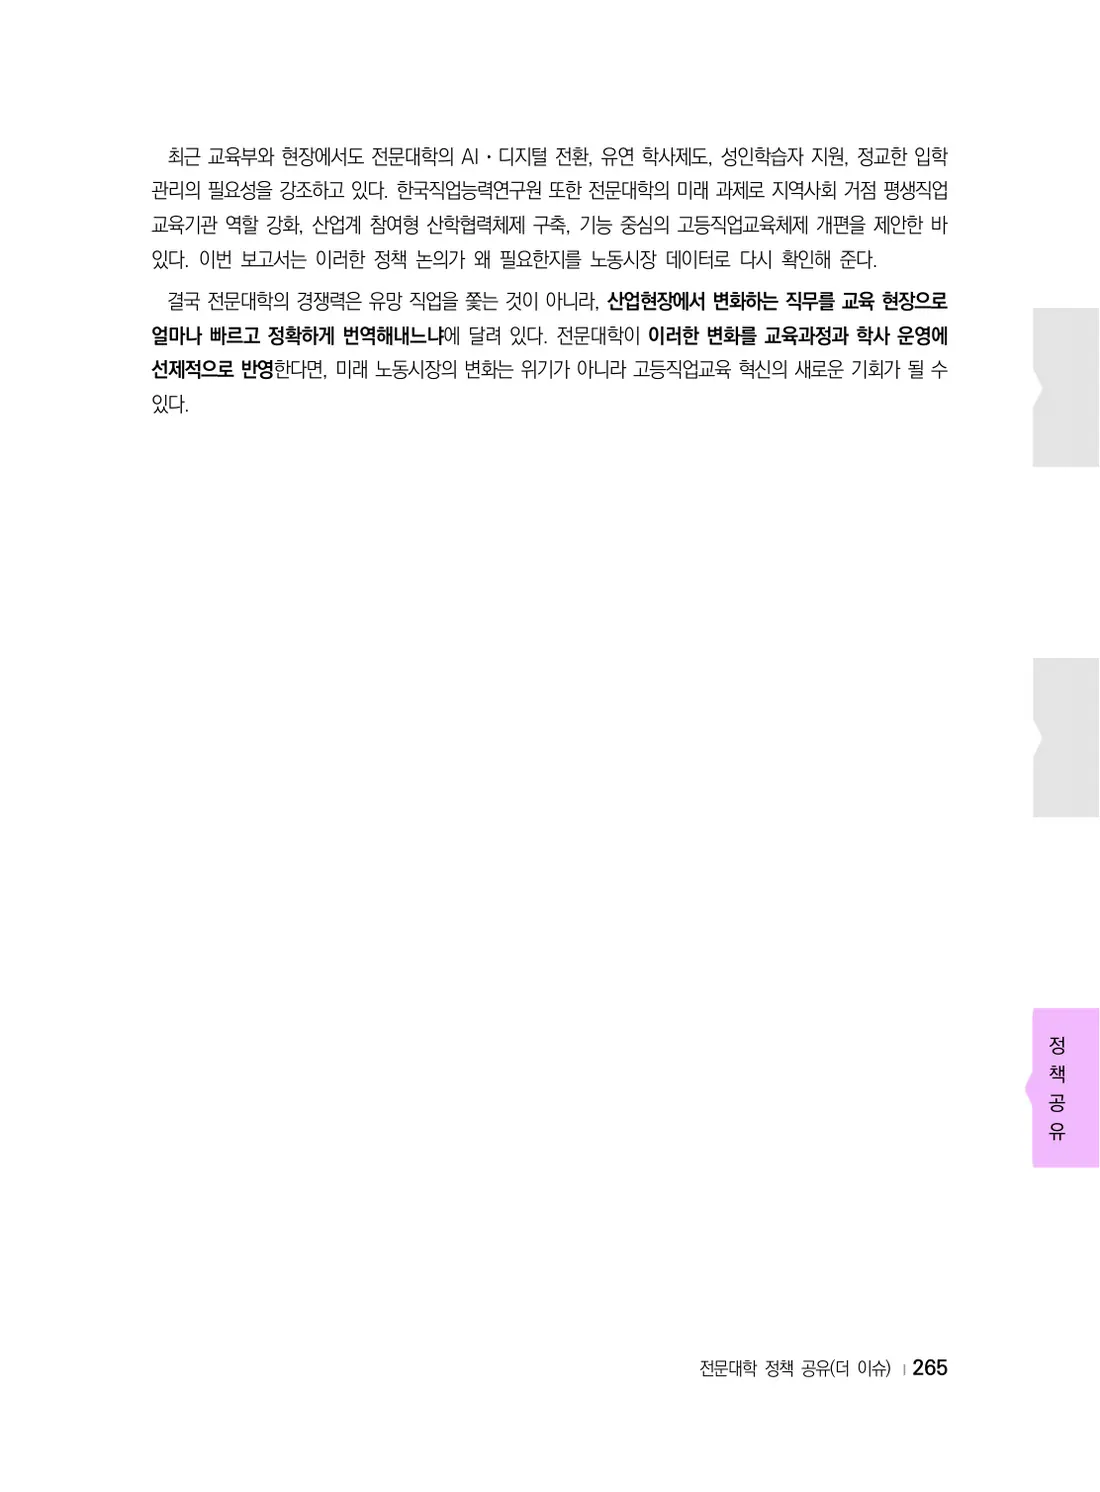 최근 교육부와 현장에서도 전문대학의 AI · 디지털 전환, 유연 학사제도, 성인학습자 지원, 정교한 입학
관리의 필요성을 강조하고 있다. 한국직업능력연구원 또한 전문대학의 미래 과제로 지역사회 거점 평생직업
교육기관 역할 강화, 산업계 참여형 산학협력체제 구축, 기능 중심의 고등직업교육체제 개편을 제안한 바
있다. 이번 보고서는 이러한 정책 논의가 왜 필요한지를 노동시장 데이터로 다시 확인해 준다.
결국 전문대학의 경쟁력은 유망 직업을 쫓는 것이 아니라, 산업현장에서 변화하는 직무를 교육 현장으로
얼마나 빠르고 정확하게 번역해내느냐에 달려 있다. 전문대학이 이러한 변화를 교육과정과 학사 운영에
선제적으로 반영한다면, 미래 노동시장의 변화는 위기가 아니라 고등직업교육 혁신의 새로운 기회가 될 수
있다.
정
책
공
유
전문대학 정책 공유(더 이슈) | 265